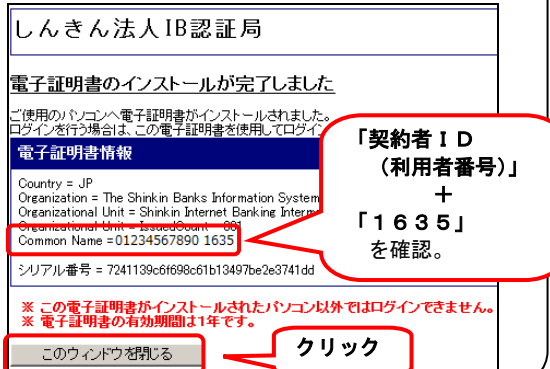 しんきん法人IB認証局
電子証明書のインストールが完了しました
ご使用のパソコンへ電子証明書がインストールされました。
ログインを行う場合は、この電子証明書を使用してログイン
電子証明書情報
Country = JP
Organization = The Shinkin Banks Information System
Organizational Unit = Shinkin Internet Banking Interme
Organizational Unit = IssuedCount - 001
Common Name =01234567890 1635
シリアル番号 = 7241139c6f698c61b13497be2e3741dd
※ この電子証明書がインストールされたパソコン以外ではログインできません。
※ 電子証明書の有効期間は1年です。
このウィンドウを閉じる
「契約者ＩＤ
（利用者番号）」
＋
「１６３５」
を確認。
クリック